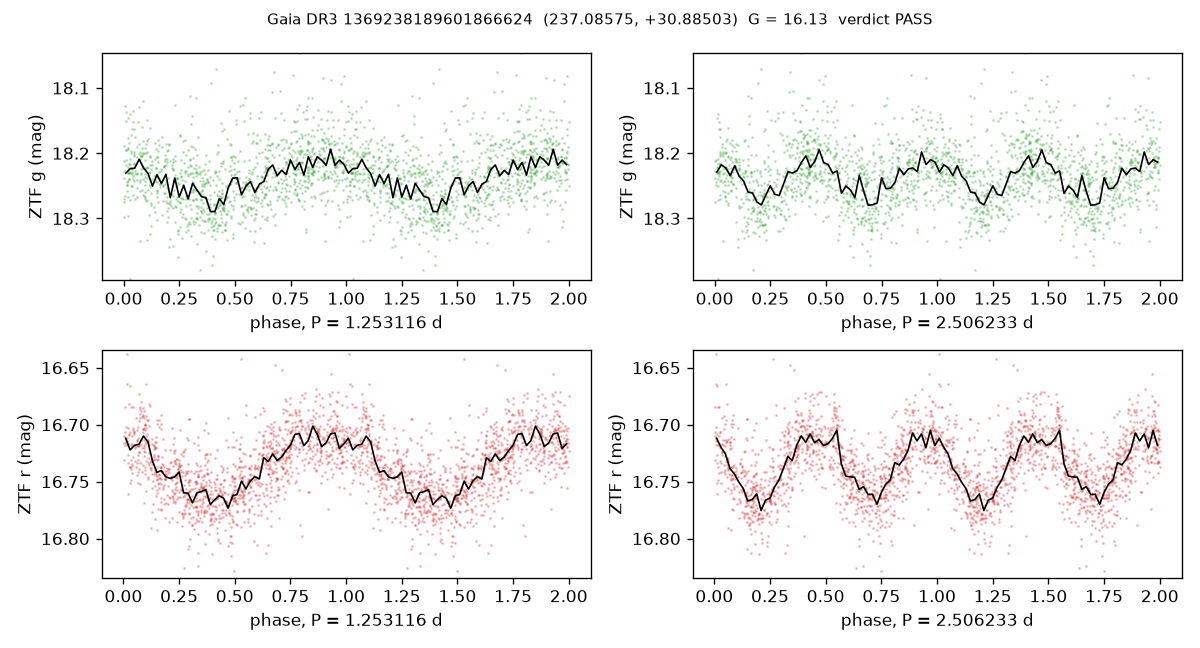 Gaia DR3 1369238189601866624 (237.08575, +30.88503) G = 16.13 verdict PASS
ZTF g (mag)
18.1
18.2
18.3
0.00 0.25 0.50 0.75 1.00 1.25 1.50 1.75 2.00
phase, P = 1.253116 d
ZTF g (mag)
18.1
18.2
18.3
0.00 0.25 0.50 0.75 1.00 1.25 1.50 1.75 2.00
phase, P = 2.506233 d
ZTF r (mag)
16.65
16.70
16.75
16.80
0.00 0.25 0.50 0.75 1.00 1.25 1.50 1.75 2.00
phase, P = 1.253116 d
ZTF r (mag)
16.65
16.70
16.75
16.80
0.00 0.25 0.50 0.75 1.00 1.25 1.50 1.75 2.00
phase, P = 2.506233 d